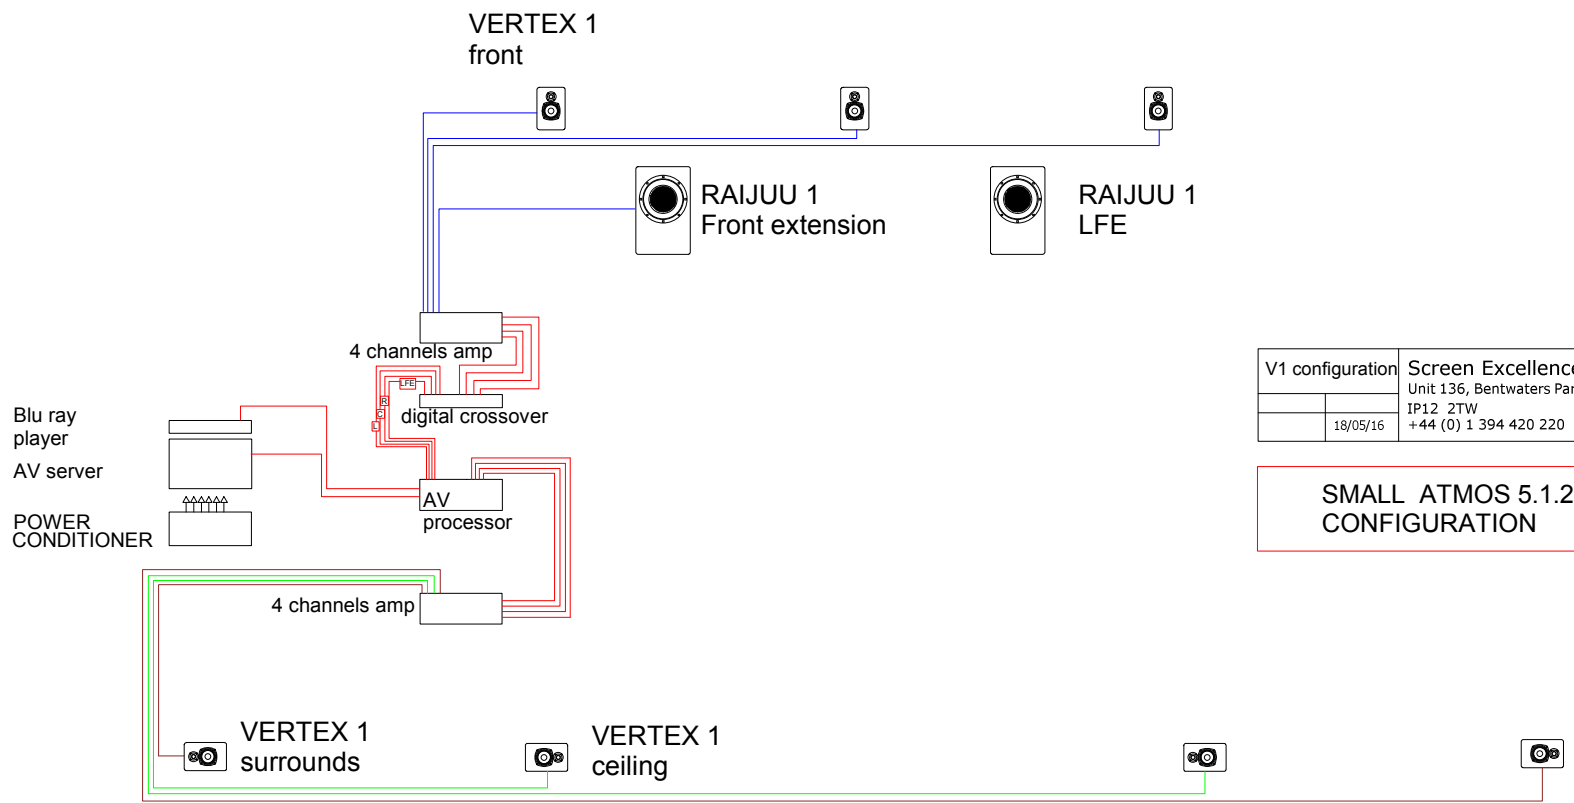 VERTEX 1
front
RAIJUU 1
Front extension
RAIJUU 1
LFE
4 channels amp
LFE
R
C
L
digital crossover
Blu ray
player
AV server
POWER
CONDITIONER
AV
processor
4 channels amp
V1 configuration
18/05/16
Screen Excellence
Unit 136, Bentwaters Par
IP12 2TW
+44 (0) 1 394 420 220
SMALL ATMOS 5.1.2
CONFIGURATION
VERTEX 1
surrounds
VERTEX 1
ceiling